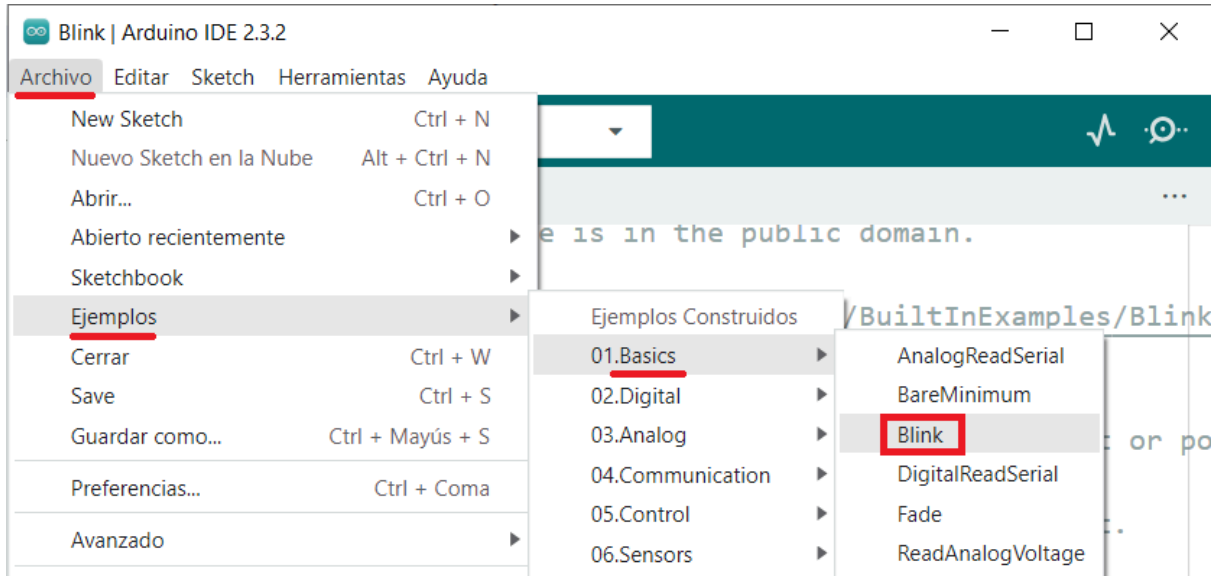 Blink | Arduino IDE 2.3.2
Archivo Editar Sketch Herramientas Ayuda
New Sketch Ctrl + N
Nuevo Sketch en la Nube Alt + Ctrl + N
Abrir... Ctrl + O
Abierto recientemente
Sketchbook
Ejemplos
Cerrar Ctrl + W
Save Ctrl + S
Guardar como... Ctrl + Mayús + S
Preferencias... Ctrl + Coma
Avanzado
Ejemplos Construidos
01.Basics
02.Digital
03.Analog
04.Communication
05.Control
06.Sensors
AnalogReadSerial
BareMinimum
Blink
DigitalReadSerial
Fade
ReadAnalogVoltage
e is in the public domain.
/BuiltInExamples/Blink
or po